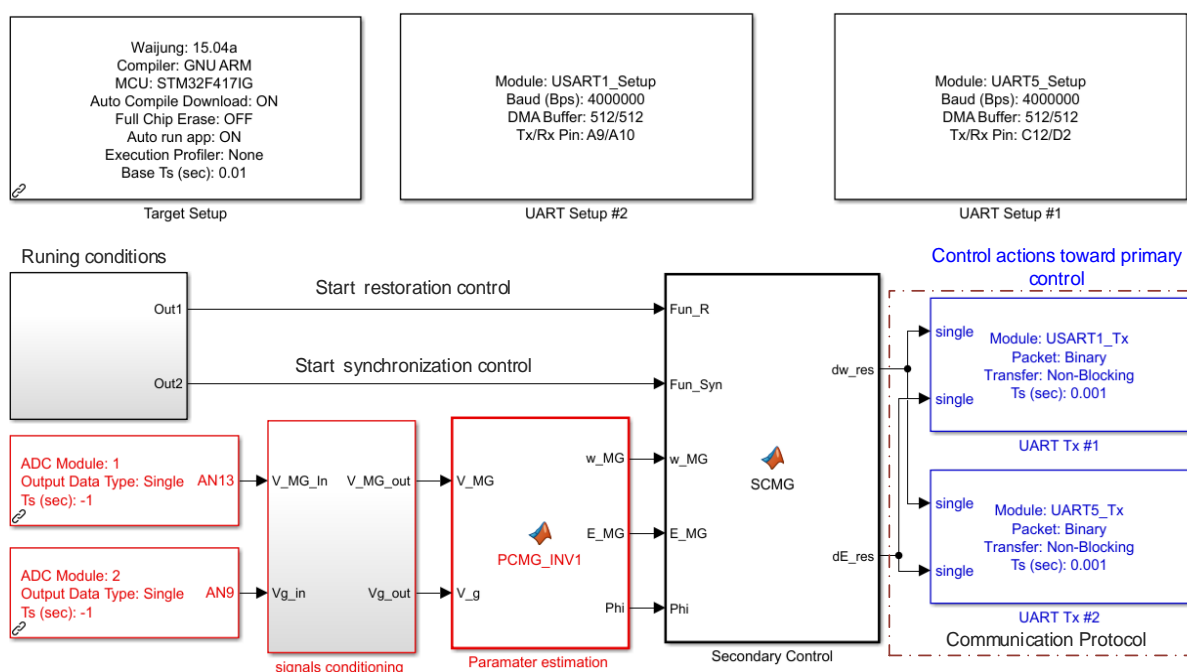 Waijung: 15.04a
Compiler: GNU ARM
MCU: STM32F417IG
Auto Compile Download: ON
Full Chip Erase: OFF
Auto run app: ON
Execution Profiler: None
Base Ts (sec): 0.01
Target Setup
Module: USART1_Setup
Baud (Bps): 4000000
DMA Buffer: 512/512
Tx/Rx Pin: A9/A10
UART Setup #2
Module: UART5_Setup
Baud (Bps): 4000000
DMA Buffer: 512/512
Tx/Rx Pin: C12/D2
UART Setup #1
Runing conditions
Out1
Out2
Start restoration control
Start synchronization control
ADC Module: 1
Output Data Type: Single
Ts (sec): -1
AN13
ADC Module: 2
Output Data Type: Single
Ts (sec): -1
AN9
V_MG_In
V_MG_out
Vg_in
Vg_out
signals conditioning
V_MG
V_g
w_MG
E_MG
Phi
PCMG_INV1
Paramater estimation
Fun_R
Fun_Syn
w_MG
E_MG
Phi
SCMG
dw_res
dE_res
Secondary Control
Control actions toward primary
control
single
single
Module: USART1_Tx
Packet: Binary
Transfer: Non-Blocking
Ts (sec): 0.001
UART Tx #1
single
single
Module: UART5_Tx
Packet: Binary
Transfer: Non-Blocking
Ts (sec): 0.001
UART Tx #2
Communication Protocol